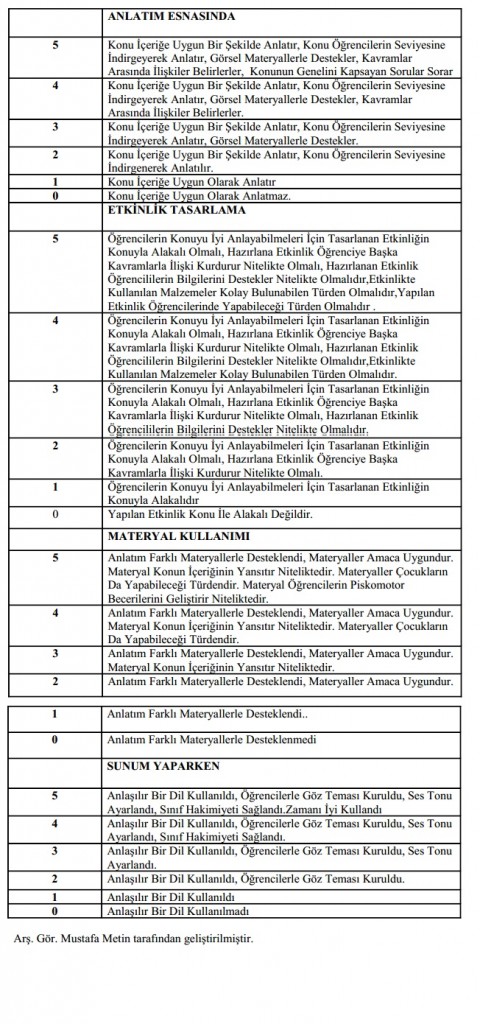 ANLATIM ESNASINDA
5 Konu İçeriğe Uygun Bir Şekilde Anlatır, Konu Öğrencilerin Seviyesine
İndirgeyerek Anlatır, Görsel Materyallerle Destekler, Kavramlar
Arasında İlişkiler Belirlerler, Konunun Genelini Kapsayan Sorular Sorar
4 Konu İçeriğe Uygun Bir Şekilde Anlatır, Konu Öğrencilerin Seviyesine
İndirgeyerek Anlatır, Görsel Materyallerle Destekler, Kavramlar
Arasında İlişkiler Belirlerler.
3 Konu İçeriğe Uygun Bir Şekilde Anlatır, Konu Öğrencilerin Seviyesine
İndirgeyerek Anlatır, Görsel Materyallerle Destekler.
2 Konu İçeriğe Uygun Bir Şekilde Anlatır, Konu Öğrencilerin Seviyesine
İndirgenerek Anlatılır.
1 Konu İçeriğe Uygun Olarak Anlatır
0 Konu İçeriğe Uygun Olarak Anlatmaz.
ETKİNLİK TASARLAMA
5 Öğrencilerin Konuyu İyi Anlayabilmeleri İçin Tasarlanan Etkinliğin
Konuyla Alakalı Olmalı, Hazırlana Etkinlik Öğrenciye Başka
Kavramlarla İlişki Kurdurur Nitelikte Olmalı, Hazırlanan Etkinlik
Öğrencililerin Bilgilerini Destekler Nitelikte Olmalıdır,Etkinlikte
Kullanılan Malzemeler Kolay Bulunabilen Türden Olmalıdır,Yapılan
Etkinlik Öğrencilerinde Yapabileceği Türden Olmalıdır .
4 Öğrencilerin Konuyu İyi Anlayabilmeleri İçin Tasarlanan Etkinliğin
Konuyla Alakalı Olmalı, Hazırlana Etkinlik Öğrenciye Başka
Kavramlarla İlişki Kurdurur Nitelikte Olmalı, Hazırlanan Etkinlik
Öğrencililerin Bilgilerini Destekler Nitelikte Olmalıdır,Etkinlikte
Kullanılan Malzemeler Kolay Bulunabilen Türden Olmalıdır.
3 Öğrencilerin Konuyu İyi Anlayabilmeleri İçin Tasarlanan Etkinliğin
Konuyla Alakalı Olmalı, Hazırlana Etkinlik Öğrenciye Başka
Kavramlarla İlişki Kurdurur Nitelikte Olmalı, Hazırlanan Etkinlik
Öğrencililerin Bilgilerini Destekler Nitelikte Olmalıdır.
2 Öğrencilerin Konuyu İyi Anlayabilmeleri İçin Tasarlanan Etkinliğin
Konuyla Alakalı Olmalı, Hazırlana Etkinlik Öğrenciye Başka
Kavramlarla İlişki Kurdurur Nitelikte Olmalı.
1 Öğrencilerin Konuyu İyi Anlayabilmeleri İçin Tasarlanan Etkinliğin
Konuyla Alakalıdır
0 Yapılan Etkinlik Konu İle Alakalı Değildir.
MATERYAL KULLANIMI
5 Anlatım Farklı Materyallerle Desteklendi, Materyaller Amaca Uygundur.
Materyal Konun İçeriğinin Yansıtır Niteliktedir. Materyaller Çocukların
Da Yapabileceği Türdendir. Materyal Öğrencilerin Piskomotor
Becerilerini Geliştirir Niteliktedir.
4 Anlatım Farklı Materyallerle Desteklendi, Materyaller Amaca Uygundur.
Materyal Konun İçeriğinin Yansıtır Niteliktedir. Materyaller Çocukların
Da Yapabileceği Türdendir.
3 Anlatım Farklı Materyallerle Desteklendi, Materyaller Amaca Uygundur.
Materyal Konun İçeriğinin Yansıtır Niteliktedir.
2 Anlatım Farklı Materyallerle Desteklendi, Materyaller Amaca Uygundur.
1 Anlatım Farklı Materyallerle Desteklendi..
0 Anlatım Farklı Materyallerle Desteklenmedi
SUNUM YAPARKEN
5 Anlaşılır Bir Dil Kullanıldı, Öğrencilerle Göz Teması Kuruldu, Ses Tonu
Ayarlandı, Sınıf Hakimiyeti Sağlandı.Zamanı İyi Kullandı
4 Anlaşılır Bir Dil Kullanıldı, Öğrencilerle Göz Teması Kuruldu, Ses Tonu
Ayarlandı, Sınıf Hakimiyeti Sağlandı.
3 Anlaşılır Bir Dil Kullanıldı, Öğrencilerle Göz Teması Kuruldu, Ses Tonu
Ayarlandı.
2 Anlaşılır Bir Dil Kullanıldı, Öğrencilerle Göz Teması Kuruldu.
1 Anlaşılır Bir Dil Kullanıldı
0 Anlaşılır Bir Dil Kullanılmadı
Arş. Gör. Mustafa Metin tarafından geliştirilmiştir.